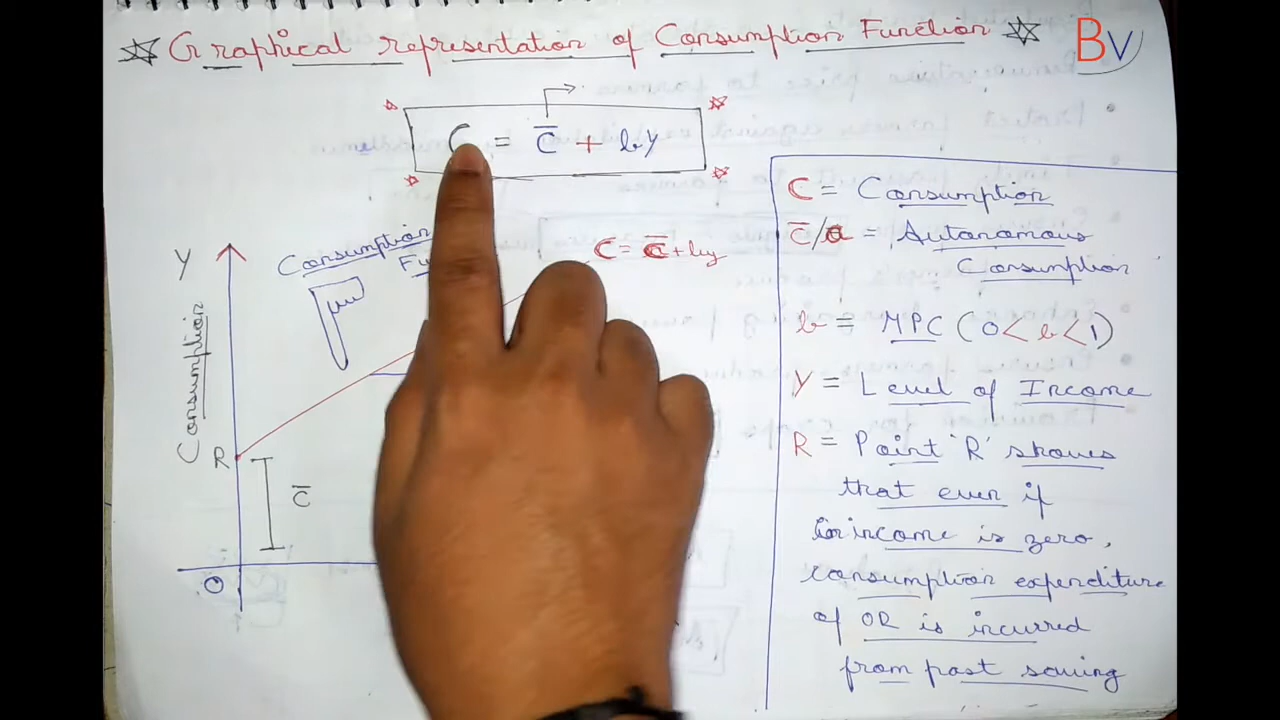 Graphical representation of Consumption Function
BV
C = C̅ + by
C = Consumption
C̅/a = Autonomous
Consumption
b = MPC (0 < b < 1)
Y = Level of Income
R = Point 'R' shows
that even if
income is zero,
consumption expenditure
of OR is incurred
from past saving
Y
Consumption
Consumption
C = C̅ + by
R
C̅
O